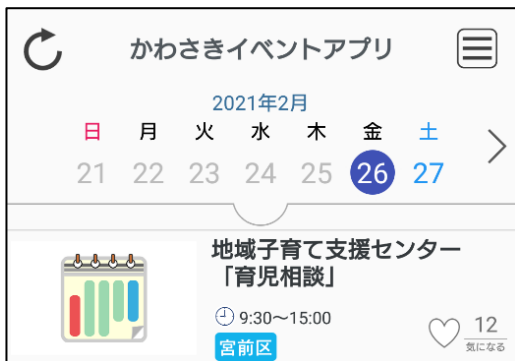 かわさきイベントアプリ
2021年2月
日 月 火 水 木 金 土
21 22 23 24 25 26 27
地域子育て支援センター
「育児相談」
9:30～15:00
宮前区
12
気になる